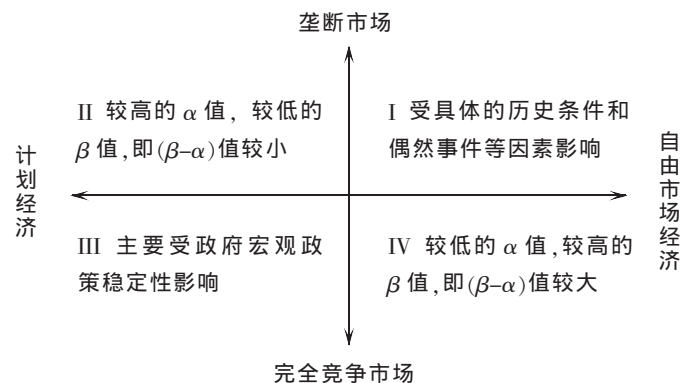 垄断市场
II 较高的 α 值, 较低的
β 值,即(β–α)值较小
I 受具体的历史条件和
偶然事件等因素影响
计划经济
自由市场经济
III 主要受政府宏观政
策稳定性影响
IV 较低的 α 值,较高的
β 值,即(β–α)值较大
完全竞争市场